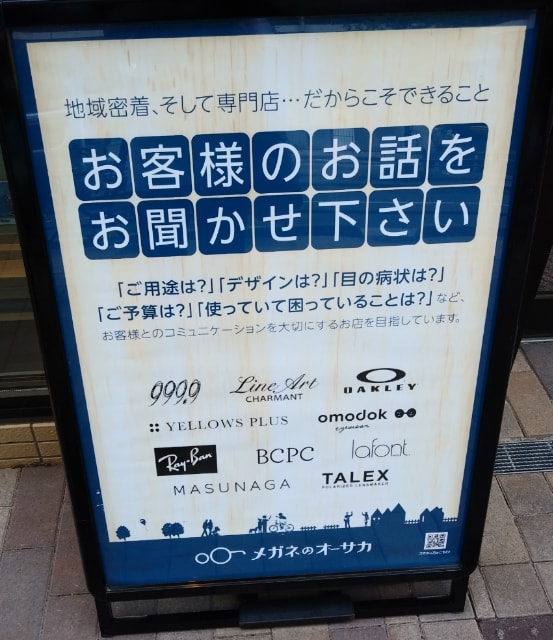 地域密着、そして専門店…だからこそできること
お客様のお話を
お聞かせ下さい
「ご用途は?」「デザインは?」「目の病状は?」
「ご予算は?」「使っていて困っていることは?」など、
お客様とのコミュニケーションを大切にするお店を目指しています。
999.9
Line Art
CHARMANT
OAKLEY
YELLOWS PLUS
omodok
eyewear
Ray-Ban
BCPC
lafont
MASUNAGA
TALEX
POLARIZED LENSMAKER
メガネのオーサカ